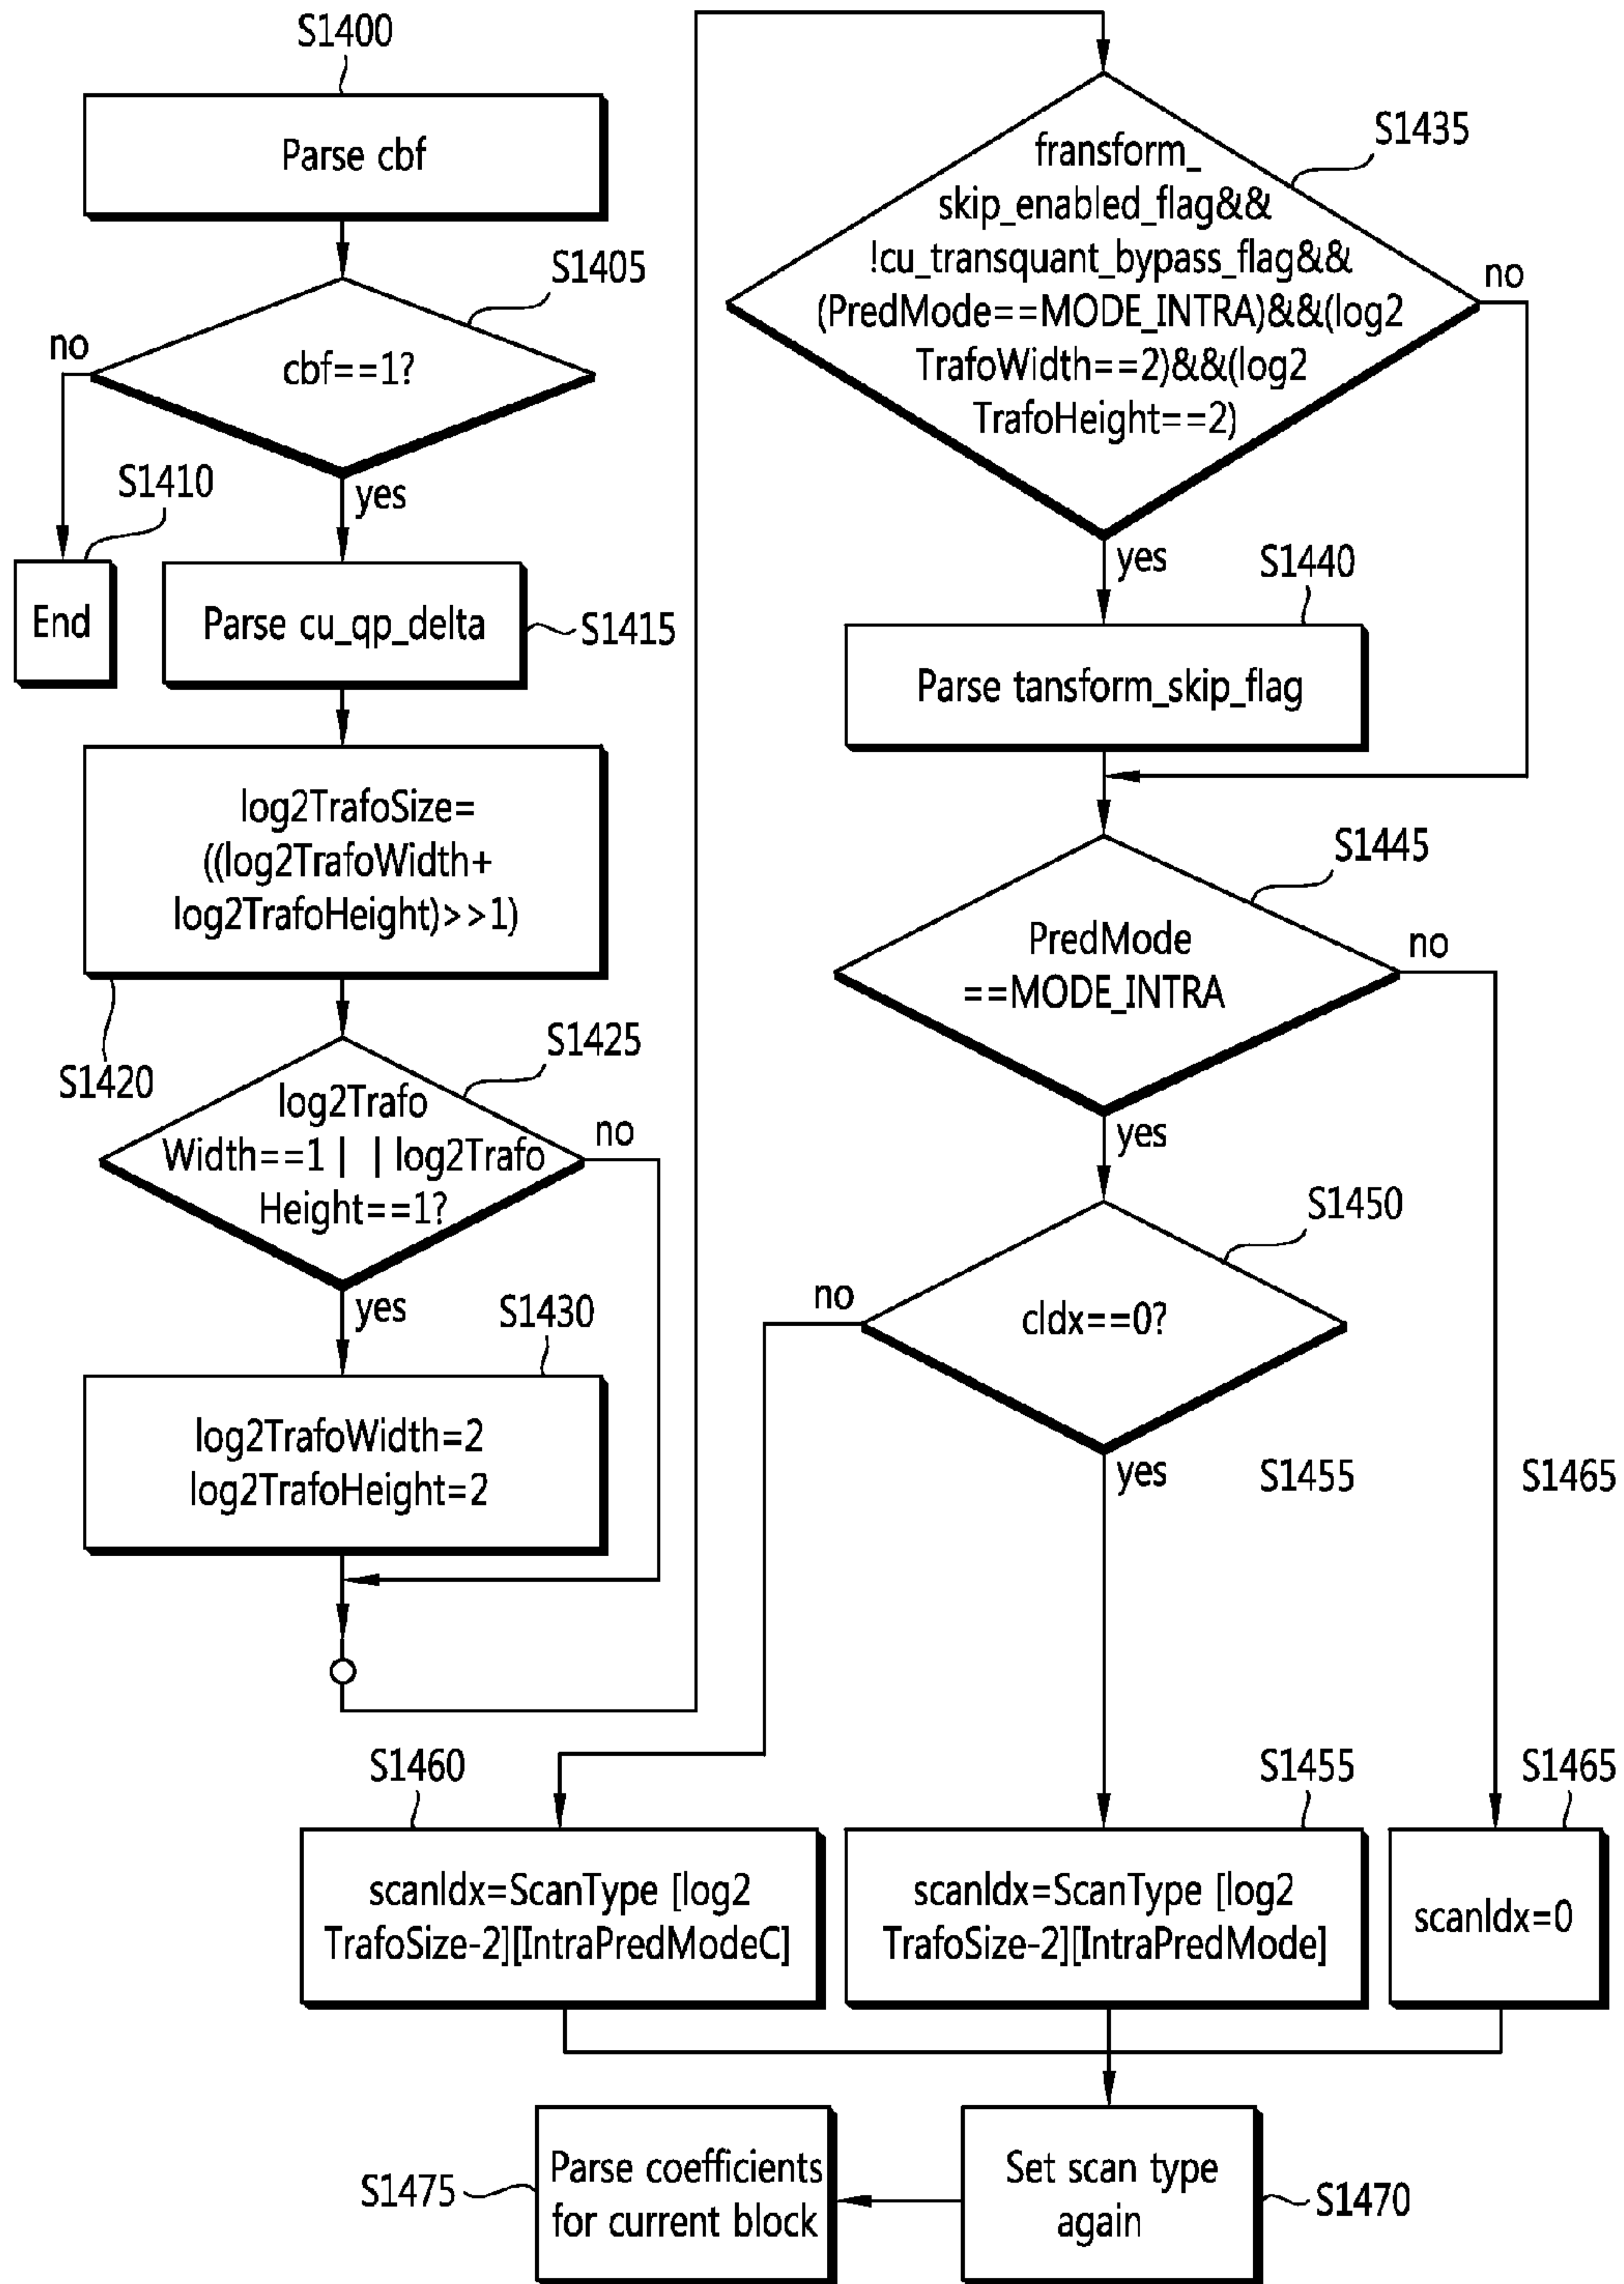 S1400
Parse cbf
S1405
no
cbf==1?
yes
S1410
End
Parse cu_qp_delta
S1415
log2TrafoSize=
((log2TrafoWidth+
log2TrafoHeight)>>1)
S1420
S1425
log2Trafo
Width==1 | | log2Trafo
Height==1?
no
yes
S1430
log2TrafoWidth=2
log2TrafoHeight=2
S1435
fransform_
skip_enabled_flag&&
!cu_transquant_bypass_flag&&
(PredMode==MODE_INTRA)&&(log2
TrafoWidth==2)&&(log2
TrafoHeight==2)
no
yes
S1440
Parse tansform_skip_flag
S1445
PredMode
==MODE_INTRA
no
yes
S1450
cIdx==0?
no
yes
S1455
S1465
S1460
scanIdx=ScanType [log2
TrafoSize-2][IntraPredModeC]
S1455
scanIdx=ScanType [log2
TrafoSize-2][IntraPredMode]
S1465
scanIdx=0
S1475
Parse coefficients
for current block
Set scan type
again
S1470